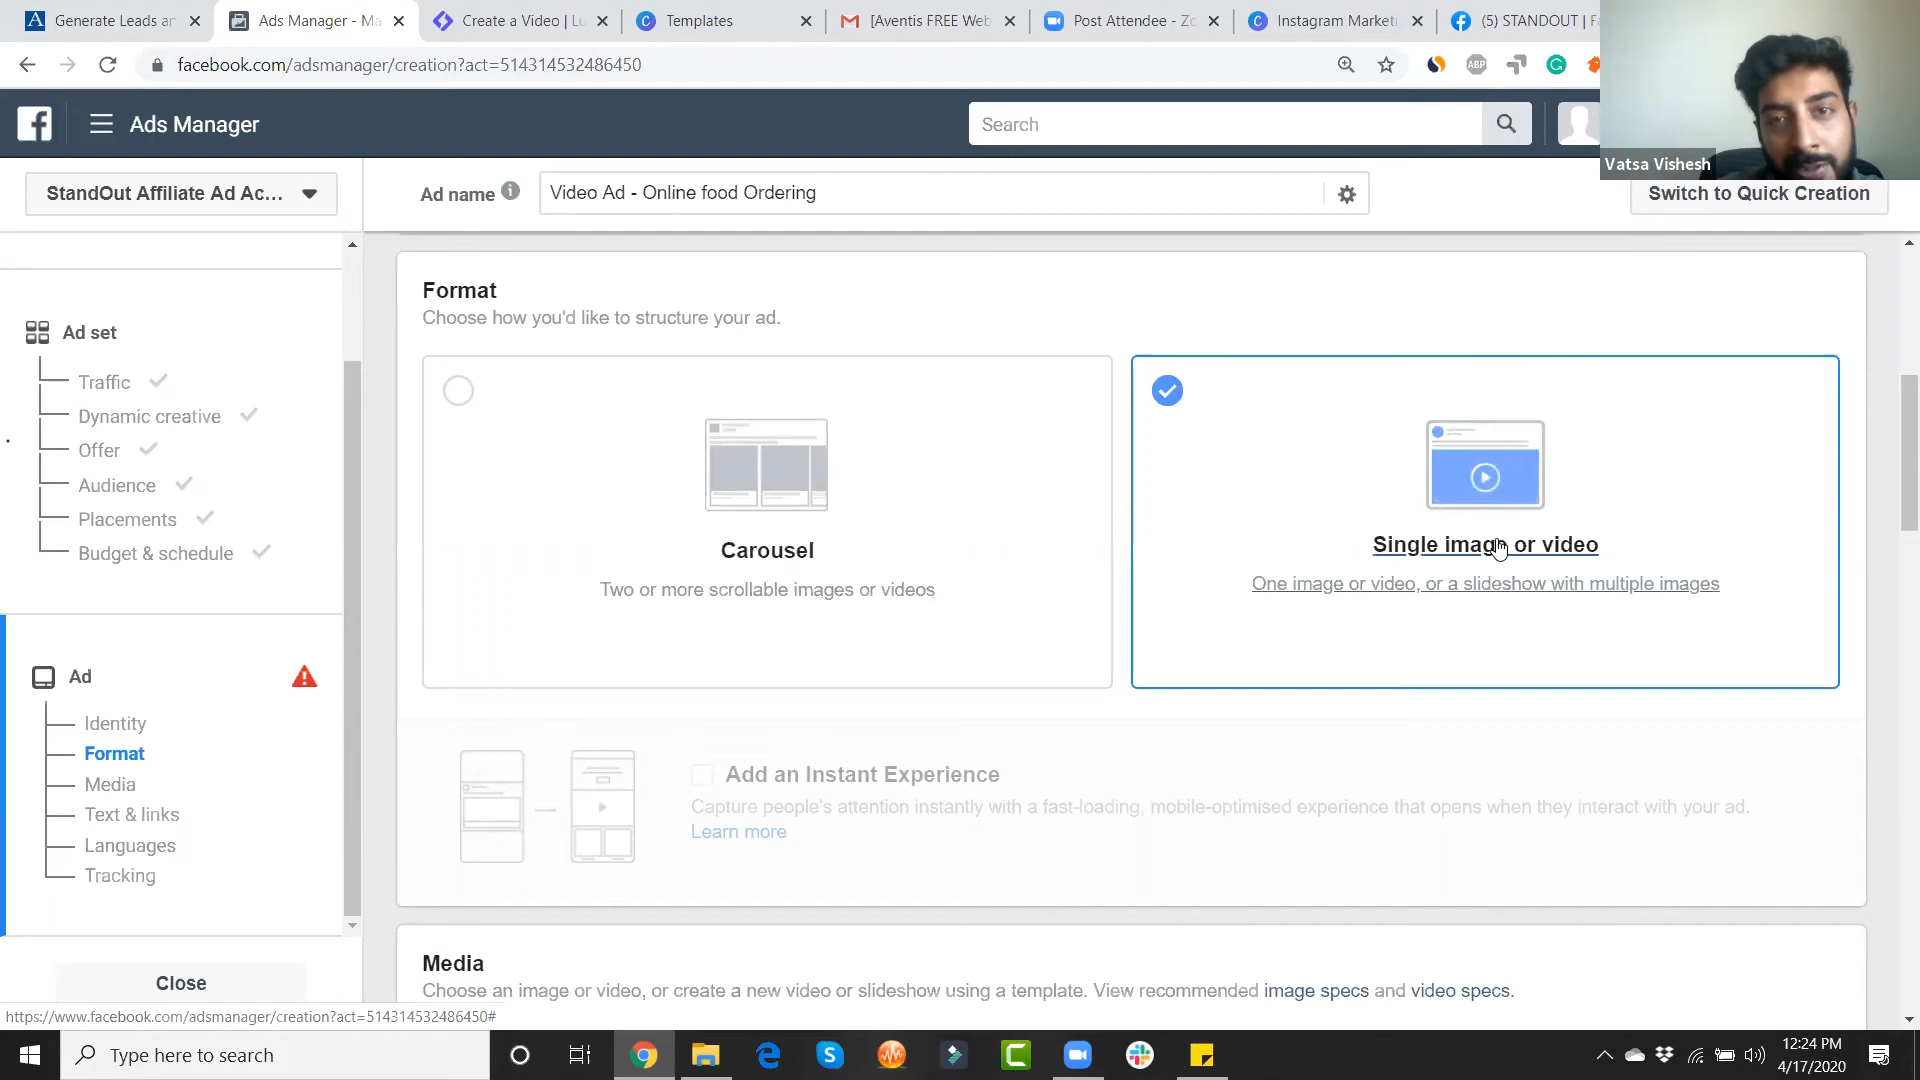 Generate Leads an
Ads Manager - Ma
Create a Video | Lu
Templates
[Aventis FREE Web
Post Attendee - Zo
Instagram Marketi
(5) STANDOUT | Fa
facebook.com/adsmanager/creation?act=514314532486450
ABP
Ads Manager
Search
Vatsa Vishesh
StandOut Affiliate Ad Ac...
Ad name
Video Ad - Online food Ordering
Switch to Quick Creation
Ad set
Traffic
Dynamic creative
Offer
Audience
Placements
Budget & schedule
Ad
Identity
Format
Media
Text & links
Languages
Tracking
Close
Format
Choose how you'd like to structure your ad.
Carousel
Two or more scrollable images or videos
Single image or video
One image or video, or a slideshow with multiple images
Add an Instant Experience
Capture people's attention instantly with a fast-loading, mobile-optimised experience that opens when they interact with your ad.
Learn more
Media
Choose an image or video, or create a new video or slideshow using a template. View recommended image specs and video specs.
https://www.facebook.com/adsmanager/creation?act=514314532486450#
Type here to search
12:24 PM
4/17/2020